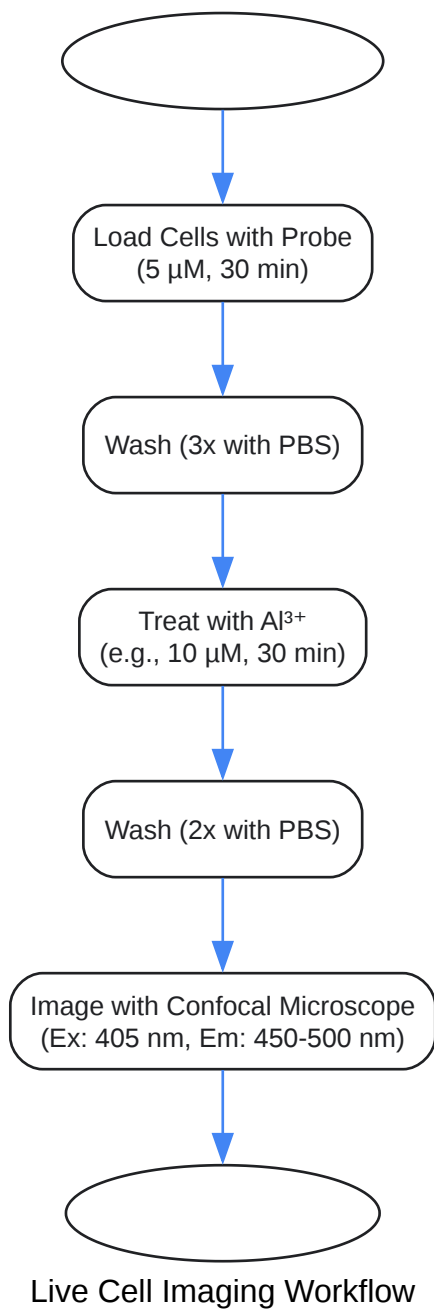 Load Cells with Probe
(5 µM, 30 min)
Wash (3x with PBS)
Treat with Al³⁺
(e.g., 10 µM, 30 min)
Wash (2x with PBS)
Image with Confocal Microscope
(Ex: 405 nm, Em: 450-500 nm)
Live Cell Imaging Workflow